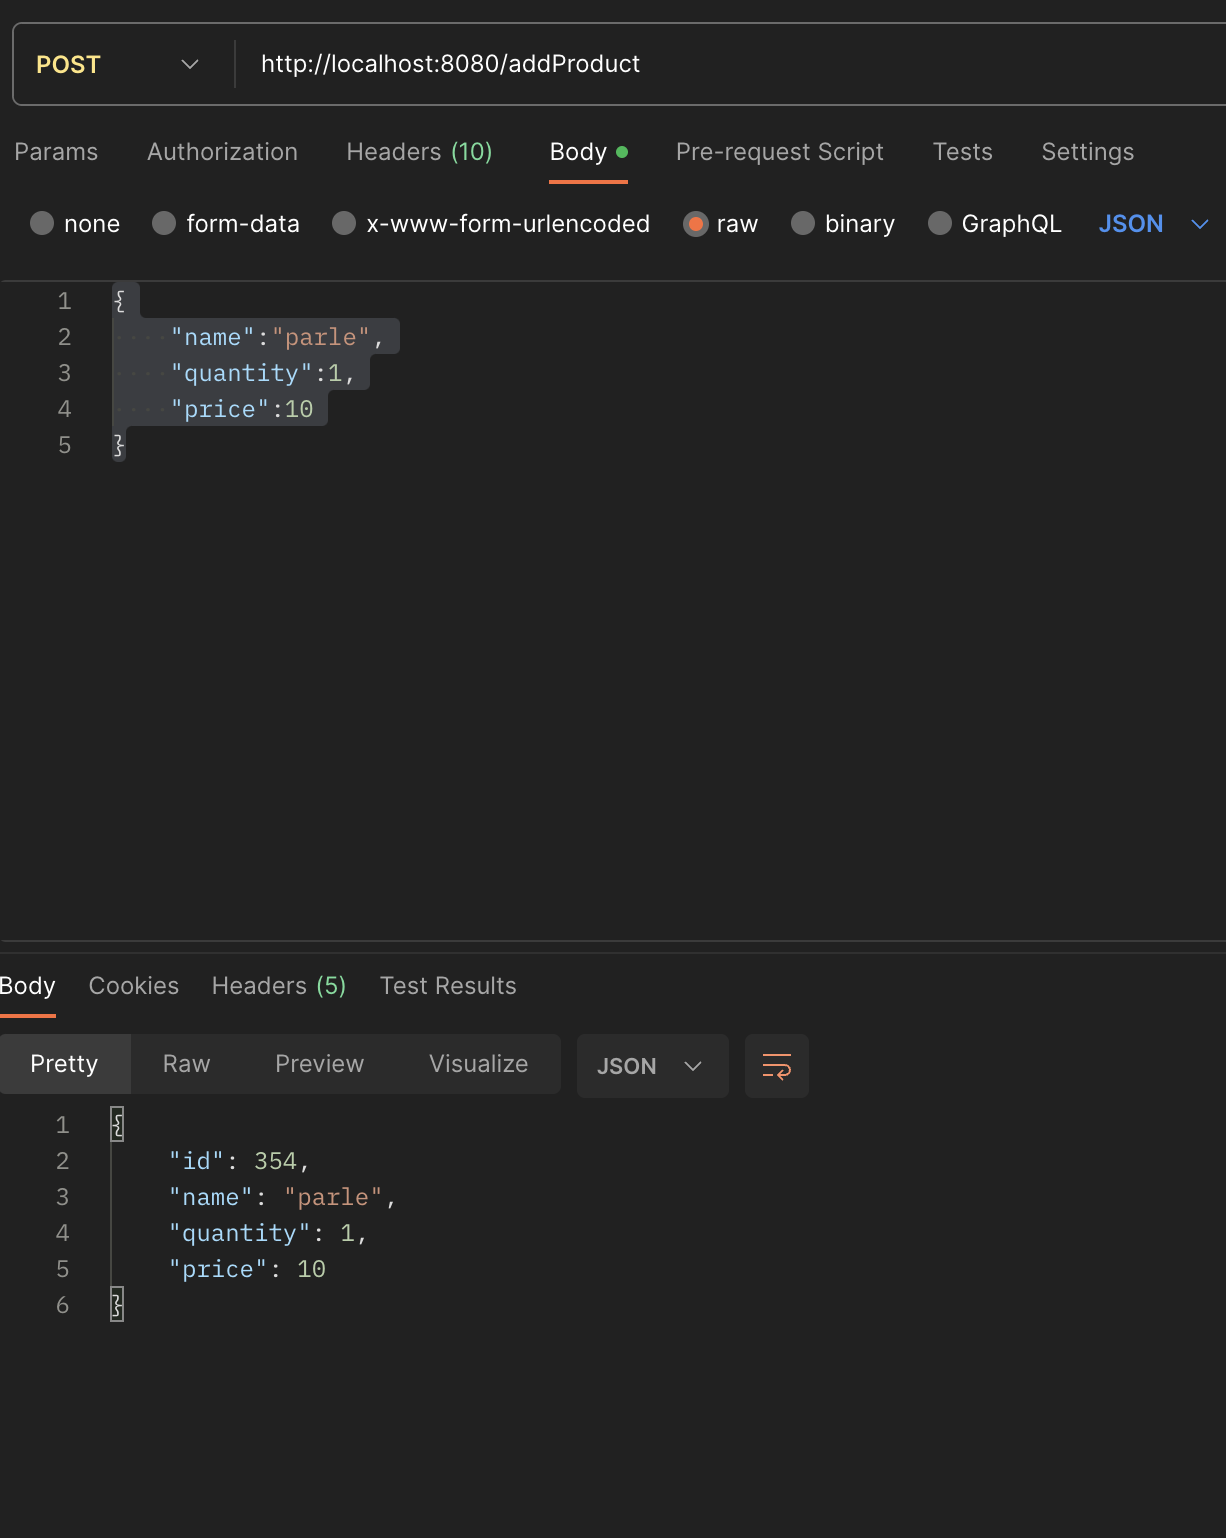 POST http://localhost:8080/addProduct
Params Authorization Headers (10) Body Pre-request Script Tests Settings
none form-data x-www-form-urlencoded raw binary GraphQL JSON
1 {
2 "name":"parle",
3 "quantity":1,
4 "price":10
5 }
Body Cookies Headers (5) Test Results
Pretty Raw Preview Visualize JSON
1 {
2 "id": 354,
3 "name": "parle",
4 "quantity": 1,
5 "price": 10
6 }